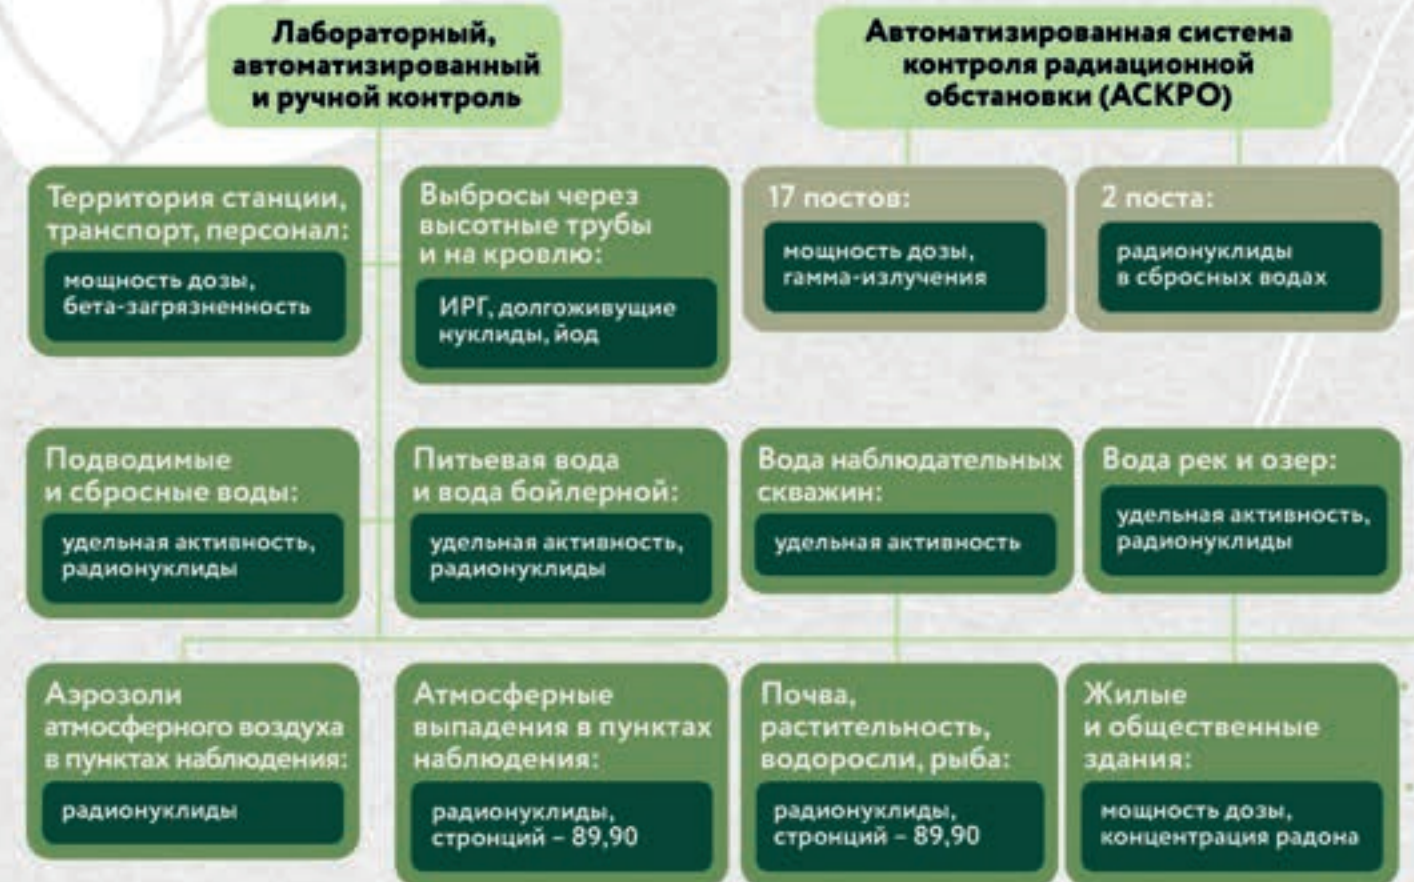 Лабораторный,
автоматизированный
и ручной контроль
Автоматизированная система
контроля радиационной
обстановки (АСКРО)
Территория станции,
транспорт, персонал:
мощность дозы,
бета-загрязненность
Выбросы через
высотные трубы
и на кровлю:
ИРГ, долгоживущие
нуклиды, йод
17 постов:
мощность дозы,
гамма-излучения
2 поста:
радионуклиды
в сбросных водах
Подводимые
и сбросные воды:
удельная активность,
радионуклиды
Питьевая вода
и вода бойлерной:
удельная активность,
радионуклиды
Вода наблюдательных
скважин:
удельная активность
Вода рек и озер:
удельная активность,
радионуклиды
Аэрозоли
атмосферного воздуха
в пунктах наблюдения:
радионуклиды
Атмосферные
выпадения в пунктах
наблюдения:
радионуклиды,
стронций – 89,90
Почва,
растительность,
водоросли, рыба:
радионуклиды,
стронций – 89,90
Жилые
и общественные
здания:
мощность дозы,
концентрация радона